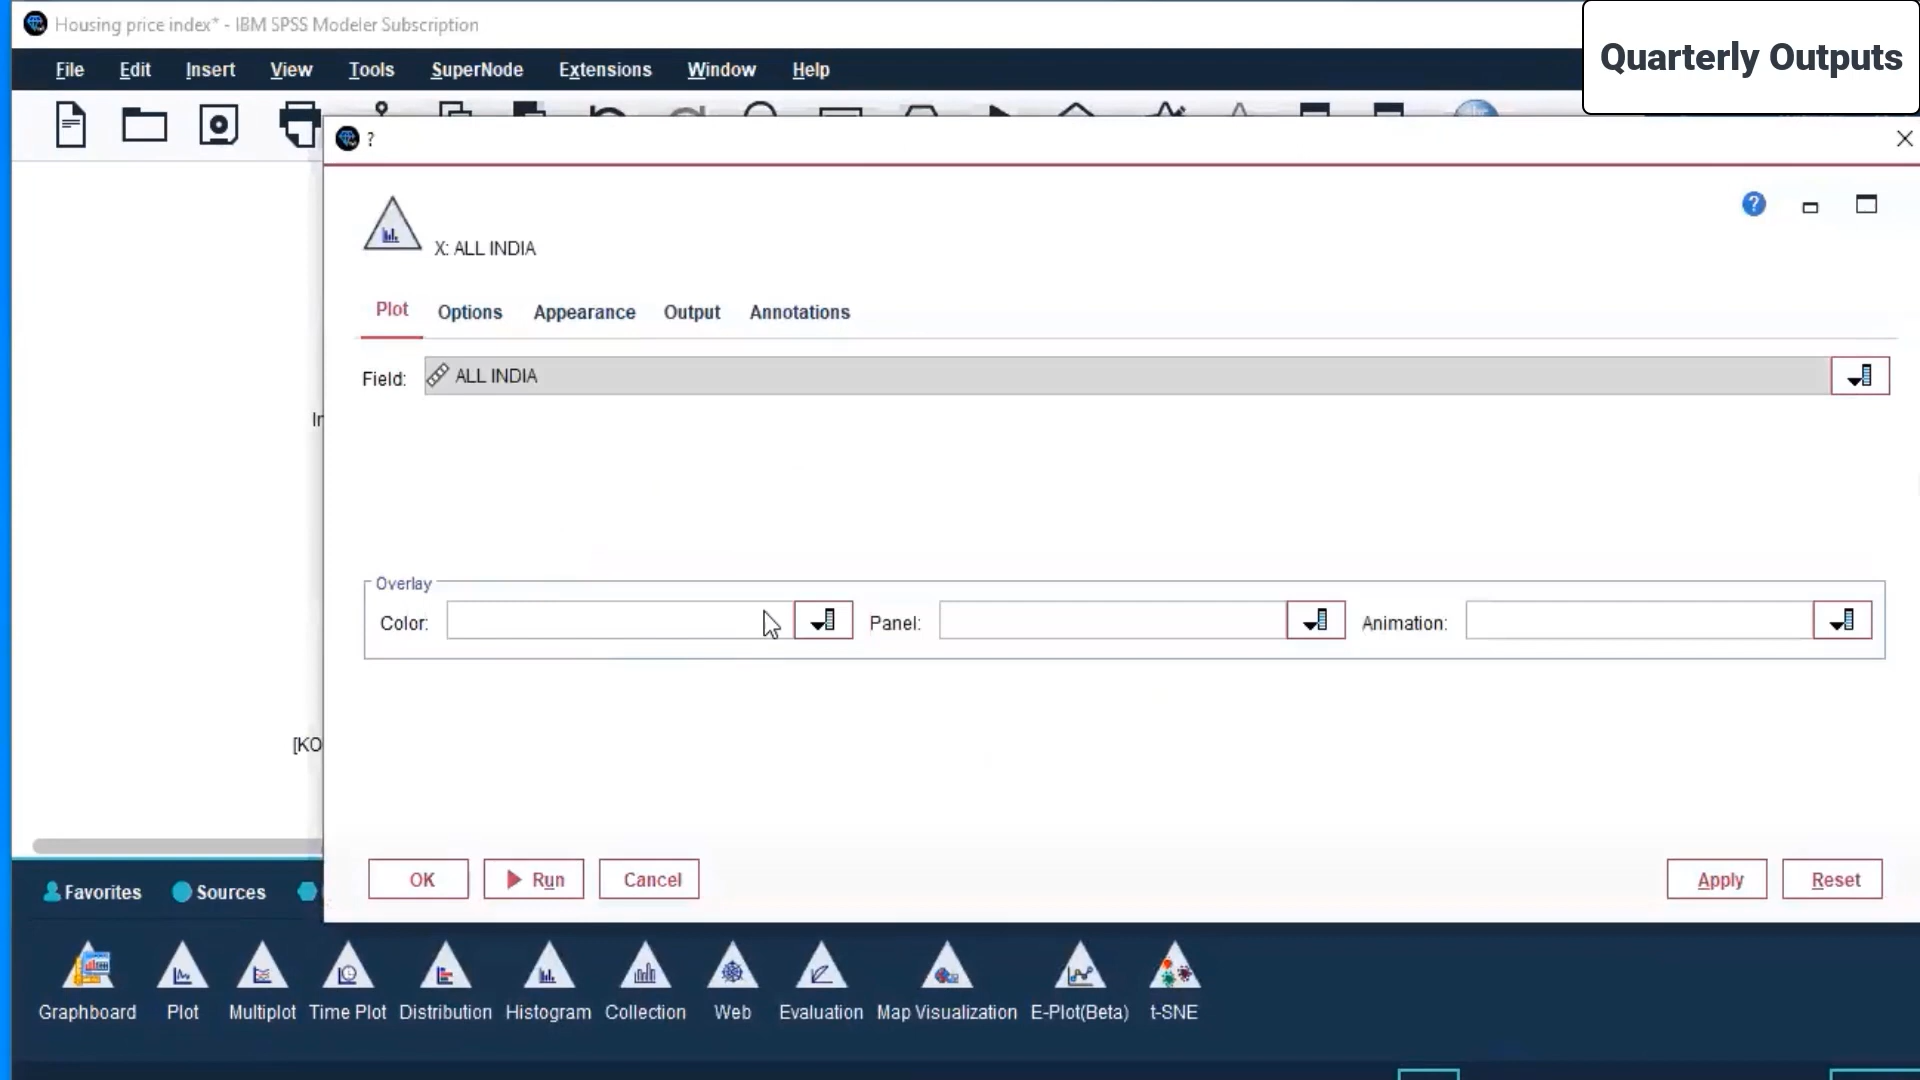 Housing price index* - IBM SPSS Modeler Subscription
Quarterly Outputs
File Edit Insert View Tools SuperNode Extensions Window Help
?
?
X: ALL INDIA
Plot Options Appearance Output Annotations
Field: ALL INDIA
Overlay
Color: Panel: Animation:
[KO
OK Run Cancel Apply Reset
Favorites Sources
Graphboard Plot Multiplot Time Plot Distribution Histogram Collection Web Evaluation Map Visualization E-Plot(Beta) t-SNE